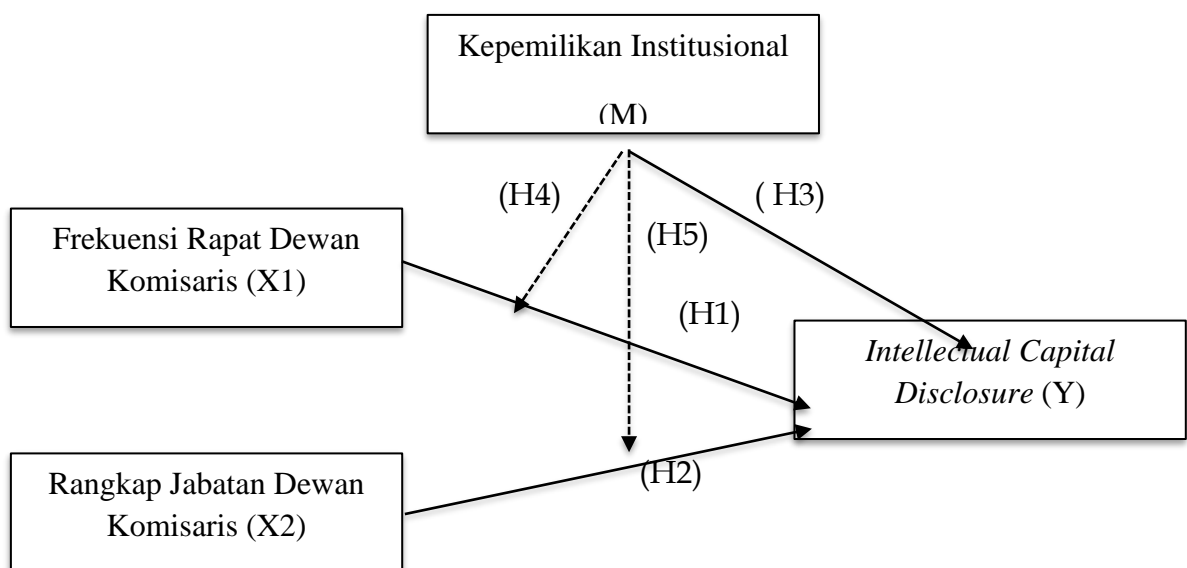 Kepemilikan Institusional
(M)
(H4)
( H3)
Frekuensi Rapat Dewan
Komisaris (X1)
(H5)
(H1)
Intellectual Capital
Disclosure (Y)
Rangkap Jabatan Dewan
Komisaris (X2)
(H2)